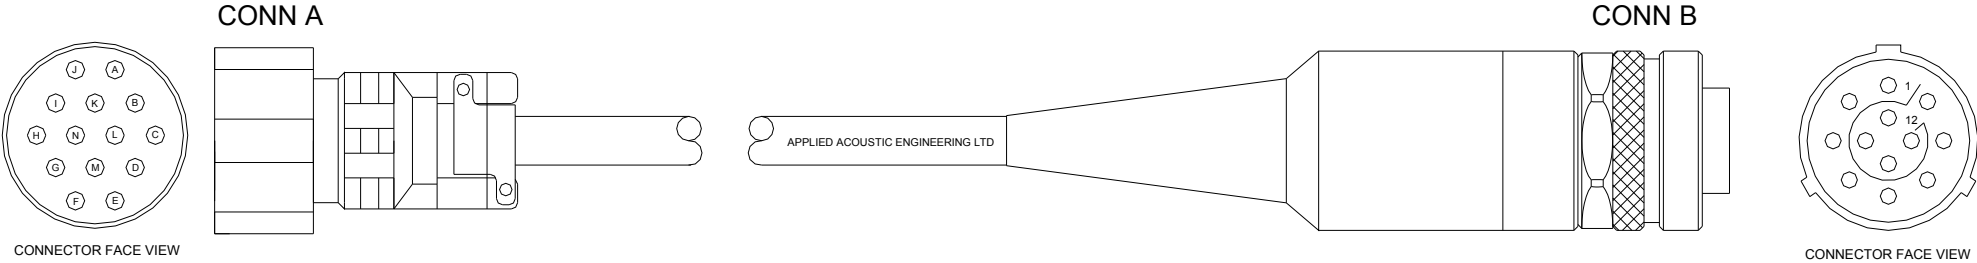 CONN A
CONN B
J A
I K B
H N L C
G M D
F E
APPLIED ACOUSTIC ENGINEERING LTD
1
12
CONNECTOR FACE VIEW
CONNECTOR FACE VIEW